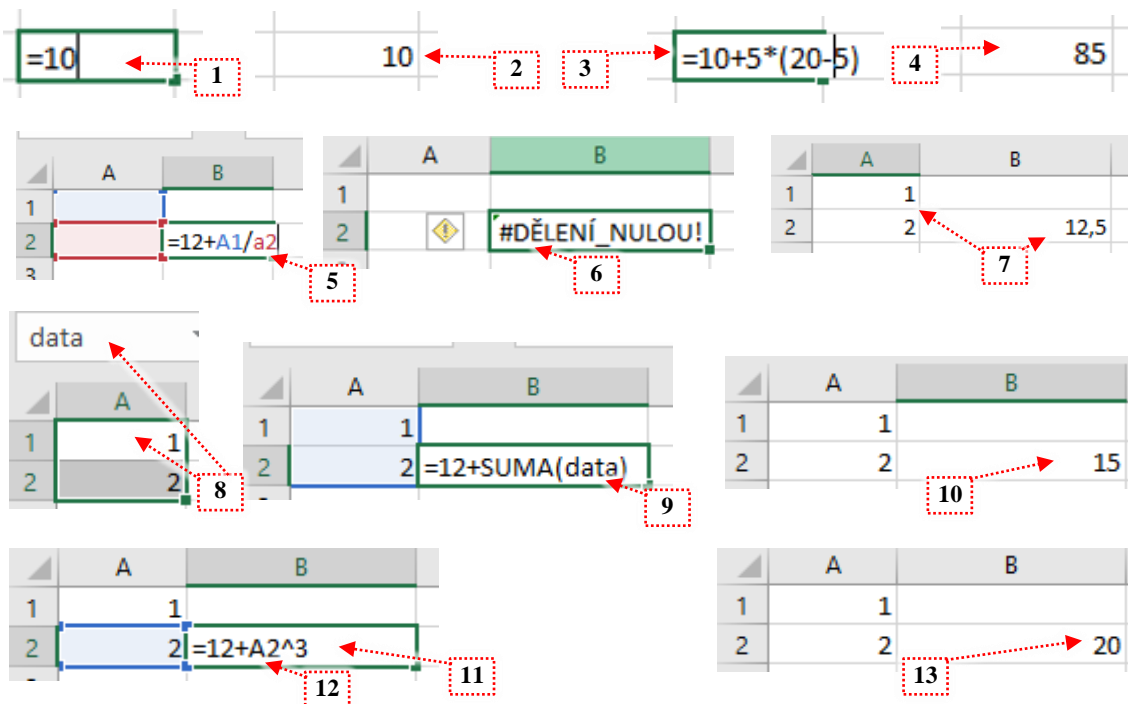 =10
1
10
2
3
=10+5*(20-5)
4
85
A B
1
2 =12+A1/a2
3
5
A B
1
2 #DĚLENÍ_NULOU!
6
A B
1 1
2 2 12,5
7
data
A
1 1
2 2
8
A B
1 1
2 2 =12+SUMA(data)
9
A B
1 1
2 2 15
10
A B
1 1
2 2 =12+A2^3
12
11
A B
1 1
2 2 20
13